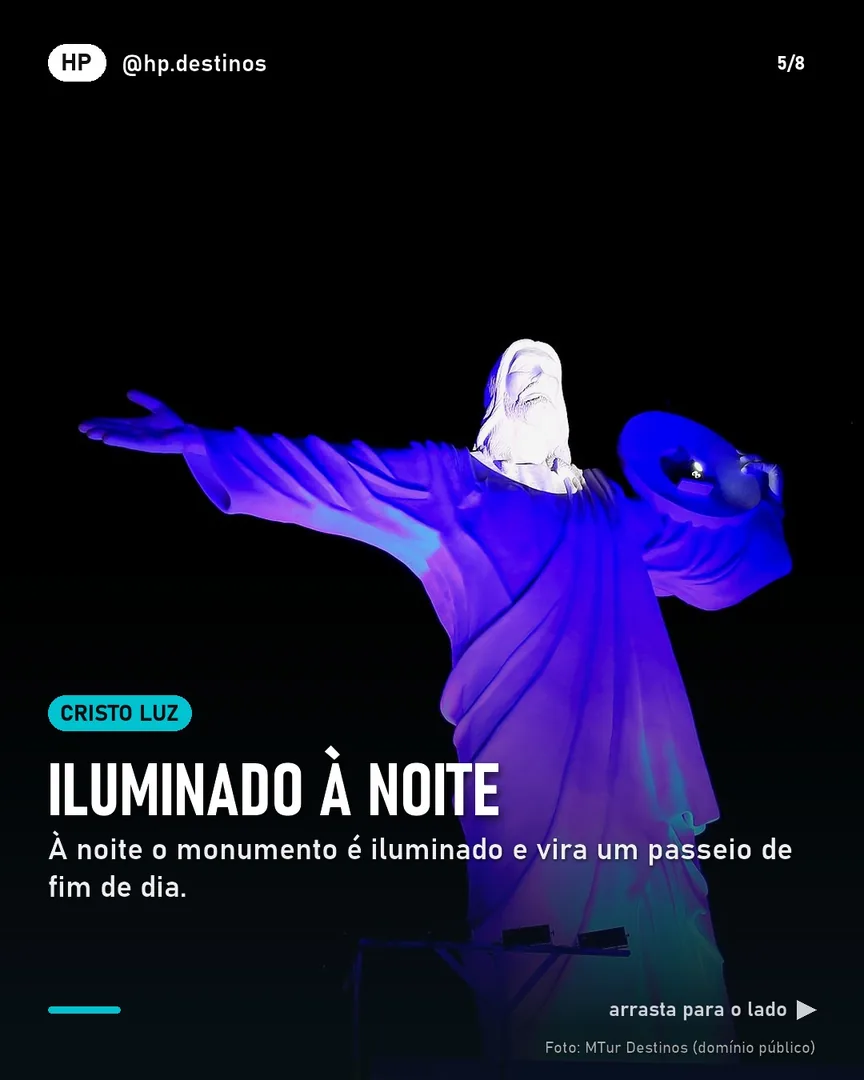 HP @hp.destinos 5/8
CRISTO LUZ
ILUMINADO À NOITE
À noite o monumento é iluminado e vira um passeio de
fim de dia.
arrasta para o lado ▶
Foto: MTur Destinos (domínio público)